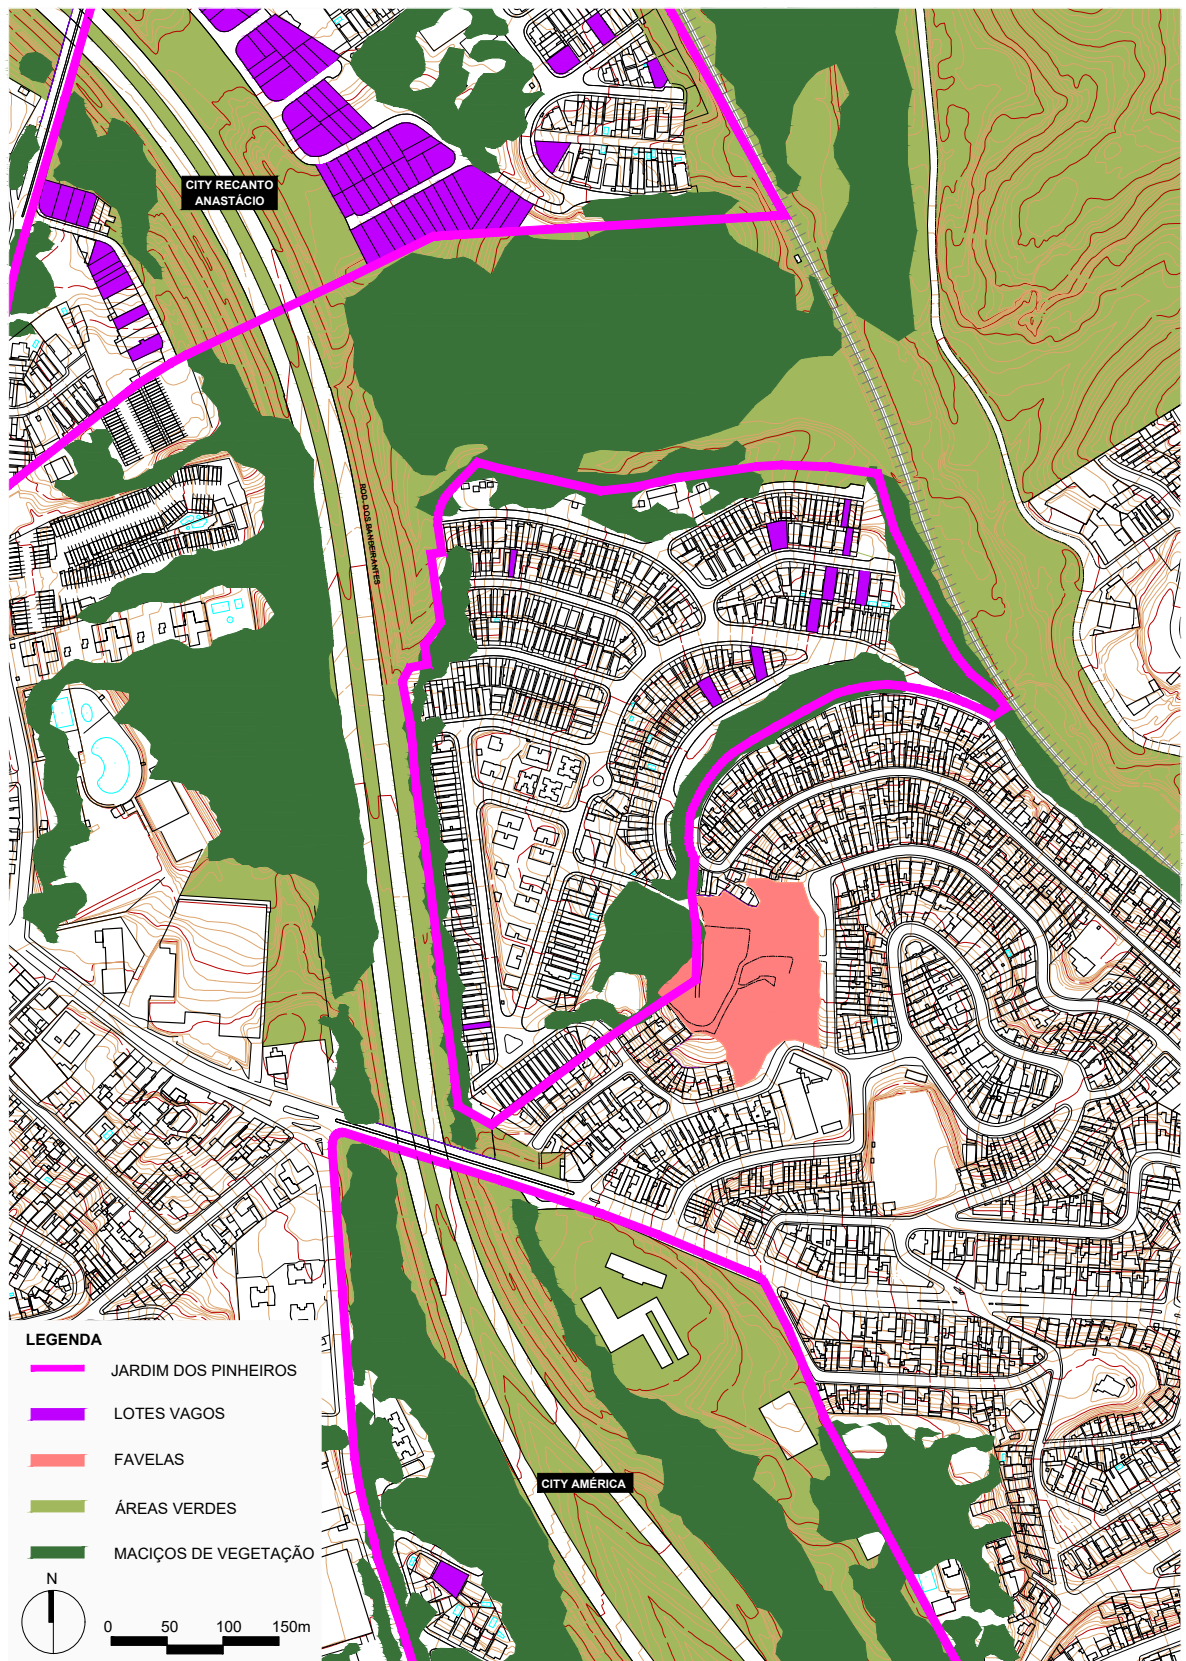 CITY RECANTO
ANASTÁCIO
ROD. DOS BANDEIRANTES
CITY AMÉRICA
LEGENDA
JARDIM DOS PINHEIROS
LOTES VAGOS
FAVELAS
ÁREAS VERDES
MACIÇOS DE VEGETAÇÃO
N
0 50 100 150m